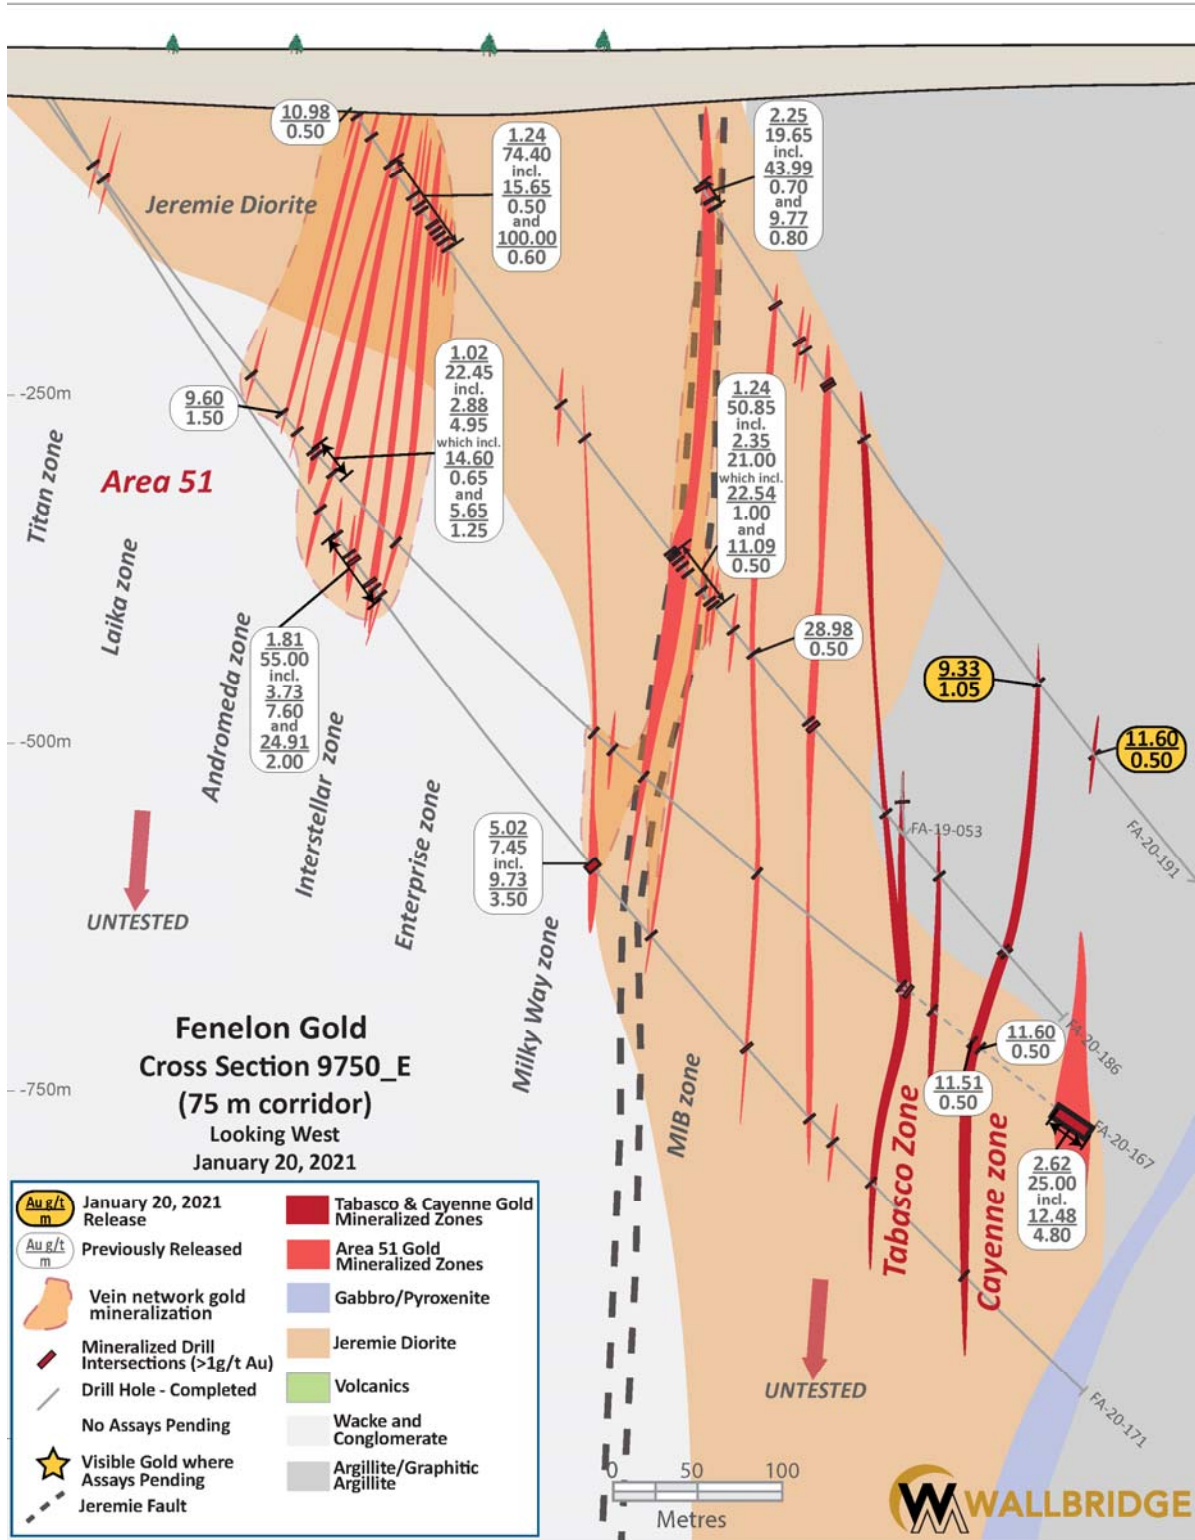 10.98
0.50
1.24
74.40
incl.
15.65
0.50
and
100.00
0.60
2.25
19.65
incl.
43.99
0.70
and
9.77
0.80
Jeremie Diorite
-250m
9.60
1.50
1.02
22.45
incl.
2.88
4.95
which incl.
14.60
0.65
and
5.65
1.25
1.24
50.85
incl.
2.35
21.00
which incl.
22.54
1.00
and
11.09
0.50
Area 51
Titan zone
Laika zone
Andromeda zone
Interstellar zone
Enterprise zone
Milky Way zone
MIB zone
1.81
55.00
incl.
3.73
7.60
and
24.91
2.00
28.98
0.50
9.33
1.05
11.60
0.50
-500m
FA-19-053
FA-20-191
5.02
7.45
incl.
9.73
3.50
UNTESTED
Fenelon Gold
Cross Section 9750_E
(75 m corridor)
Looking West
January 20, 2021
-750m
11.60
0.50
11.51
0.50
FA-20-186
FA-20-167
2.62
25.00
incl.
12.48
4.80
Tabasco Zone
Cayenne zone
UNTESTED
FA-20-171
Au g/t
m
January 20, 2021
Release
Au g/t
m
Previously Released
Vein network gold
mineralization
Mineralized Drill
Intersections (>1g/t Au)
Drill Hole - Completed
No Assays Pending
Visible Gold where
Assays Pending
Jeremie Fault
Tabasco & Cayenne Gold
Mineralized Zones
Area 51 Gold
Mineralized Zones
Gabbro/Pyroxenite
Jeremie Diorite
Volcanics
Wacke and
Conglomerate
Argillite/Graphitic
Argillite
0 50 100
Metres
WALLBRIDGE